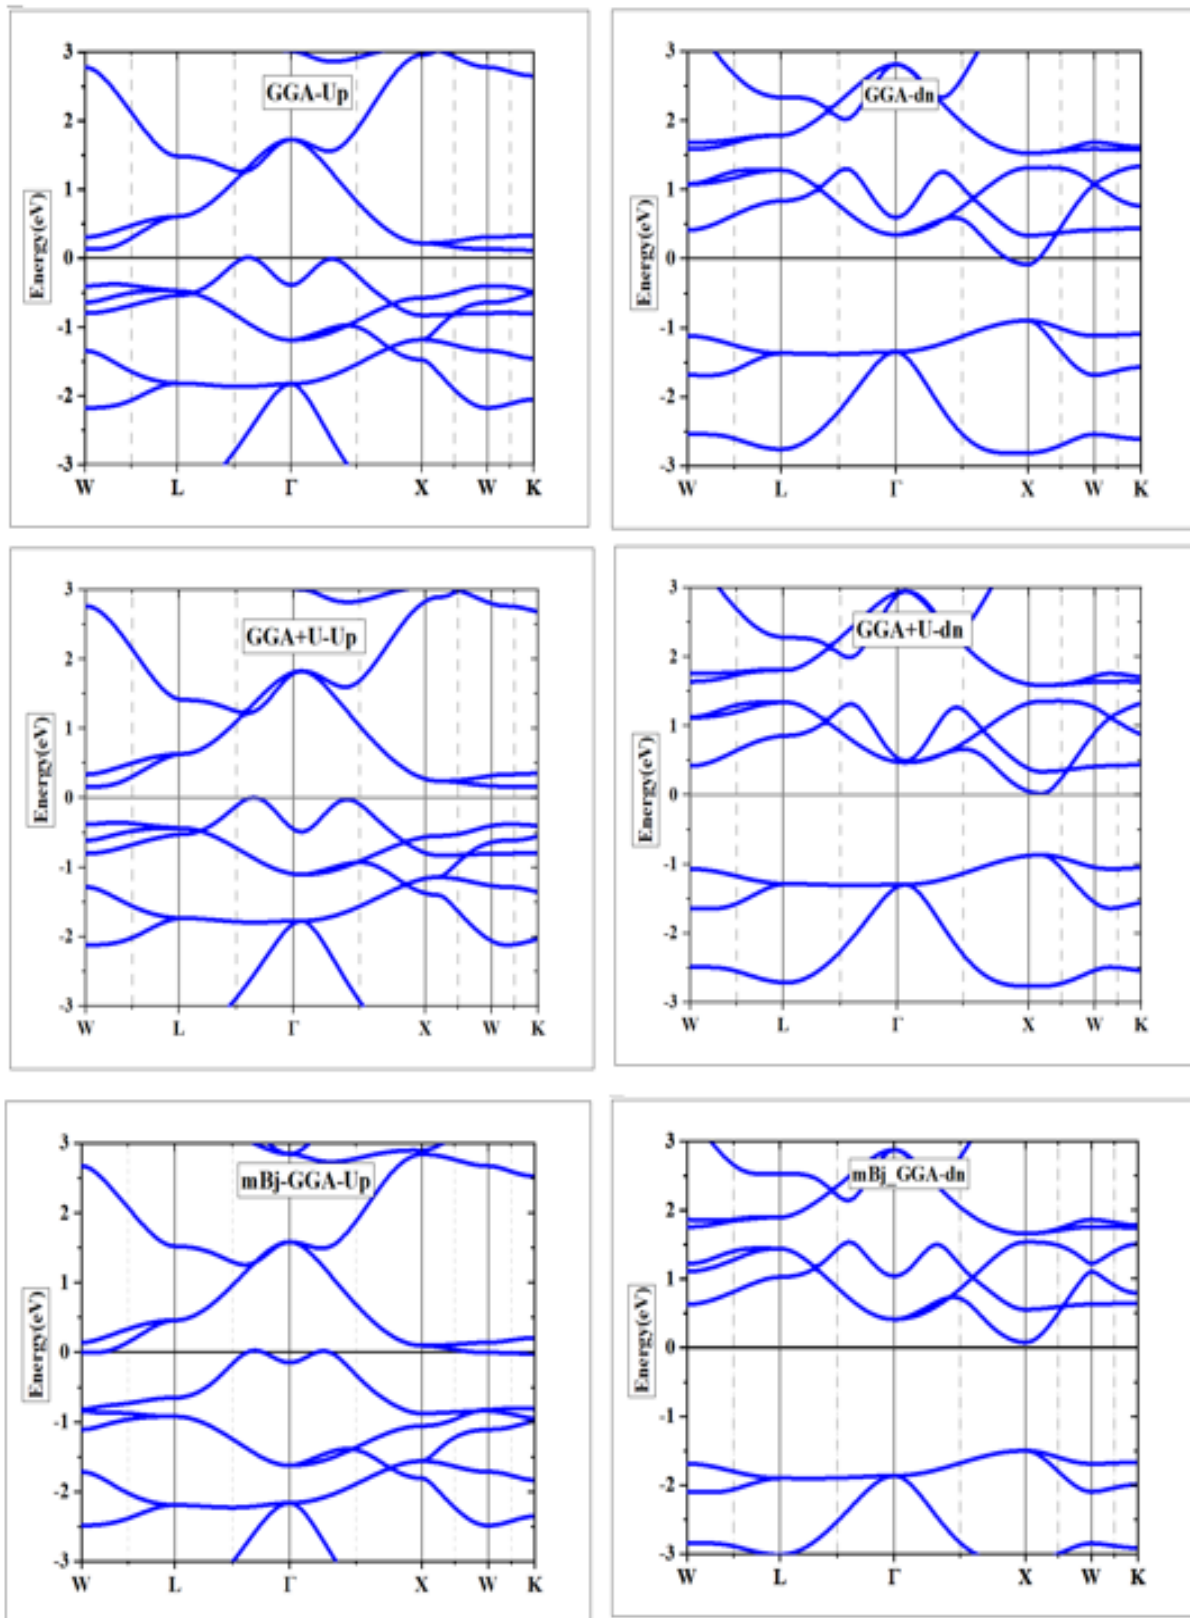 GGA-Up
Energy(eV)
3
2
1
0
-1
-2
-3
W L Γ X W K
GGA-dn
Energy(eV)
3
2
1
0
-1
-2
-3
W L Γ X W K
GGA+U-Up
Energy(eV)
3
2
1
0
-1
-2
-3
W L Γ X W K
GGA+U-dn
Energy(eV)
3
2
1
0
-1
-2
-3
W L Γ X W K
mBj-GGA-Up
Energy(eV)
3
2
1
0
-1
-2
-3
W L Γ X W K
mBj_GGA-dn
Energy(eV)
3
2
1
0
-1
-2
-3
W L Γ X W K